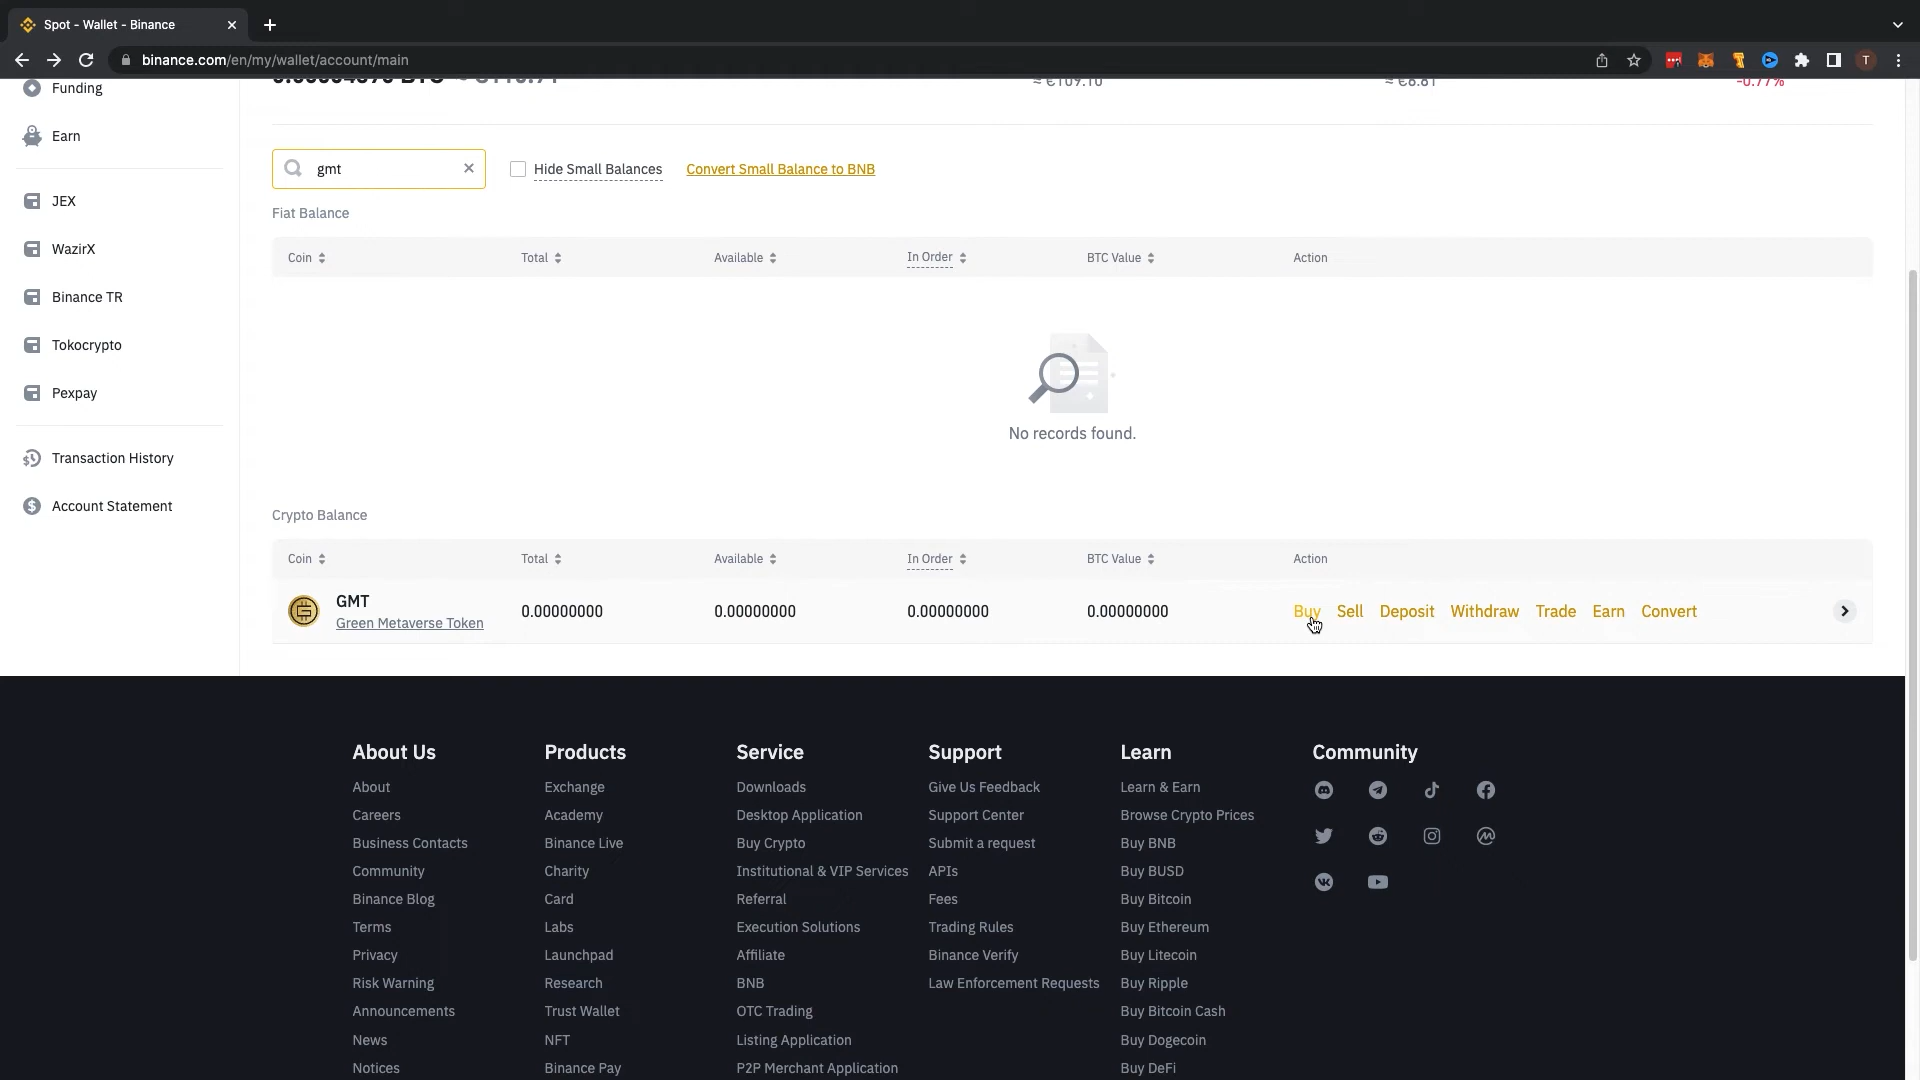 Spot - Wallet - Binance
binance.com/en/my/wallet/account/main
T
≈ €109.10 ≈ €6.81 -0.77%
Funding
Earn
JEX
WazirX
Binance TR
Tokocrypto
Pexpay
Transaction History
Account Statement
gmt Hide Small Balances Convert Small Balance to BNB
Fiat Balance
Coin Total Available In Order BTC Value Action
No records found.
Crypto Balance
Coin Total Available In Order BTC Value Action
GMT
Green Metaverse Token
0.00000000 0.00000000 0.00000000 0.00000000 Buy Sell Deposit Withdraw Trade Earn Convert
About Us
About
Careers
Business Contacts
Community
Binance Blog
Terms
Privacy
Risk Warning
Announcements
News
Notices
Products
Exchange
Academy
Binance Live
Charity
Card
Labs
Launchpad
Research
Trust Wallet
NFT
Binance Pay
Service
Downloads
Desktop Application
Buy Crypto
Institutional & VIP Services
Referral
Execution Solutions
Affiliate
BNB
OTC Trading
Listing Application
P2P Merchant Application
Support
Give Us Feedback
Support Center
Submit a request
APIs
Fees
Trading Rules
Binance Verify
Law Enforcement Requests
Learn
Learn & Earn
Browse Crypto Prices
Buy BNB
Buy BUSD
Buy Bitcoin
Buy Ethereum
Buy Litecoin
Buy Ripple
Buy Bitcoin Cash
Buy Dogecoin
Buy DeFi
Community